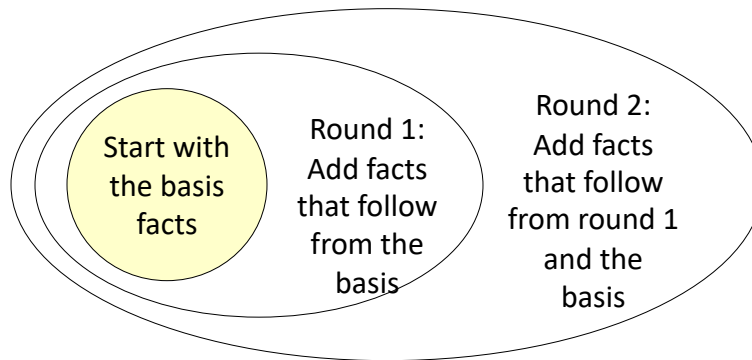 Start with
the basis
facts
Round 1:
Add facts
that follow
from the
basis
Round 2:
Add facts
that follow
from round 1
and the
basis